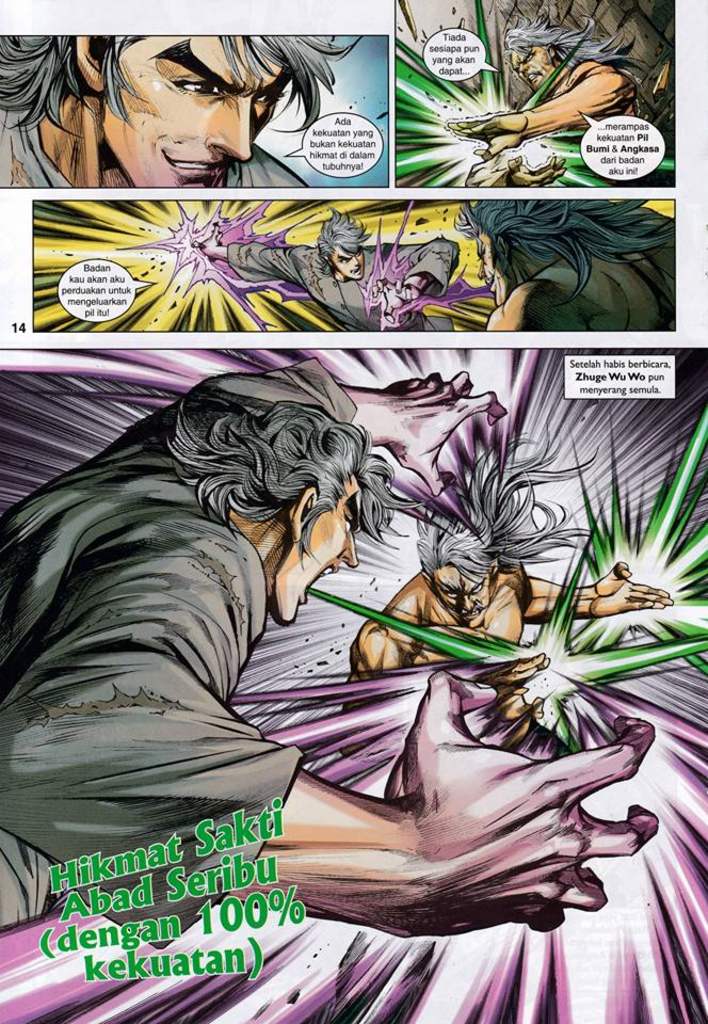 Ada
kekuatan yang
bukan kekuatan
hikmat di dalam
tubuhnya!
Tiada
sesiapa pun
yang akan
dapat...
...merampas
kekuatan Pil
Bumi & Angkasa
dari badan
aku ini!
Badan
kau akan aku
perduakan untuk
mengeluarkan
pil itu!
14
Setelah habis berbicara,
Zhuge Wu Wo pun
menyerang semula.
Hikmat Sakti
Abad Seribu
(dengan 100%
kekuatan)